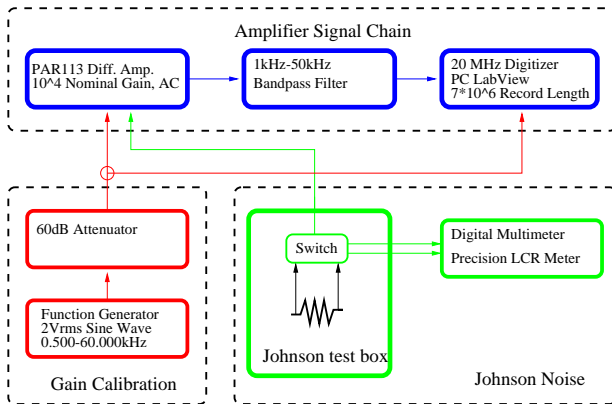 Amplifier Signal Chain
PAR113 Diff. Amp.
10^4 Nominal Gain, AC
1kHz-50kHz
Bandpass Filter
20 MHz Digitizer
PC LabView
7*10^6 Record Length
60dB Attenuator
Function Generator
2Vrms Sine Wave
0.500-60.000kHz
Gain Calibration
Switch
Johnson test box
Digital Multimeter
Precision LCR Meter
Johnson Noise